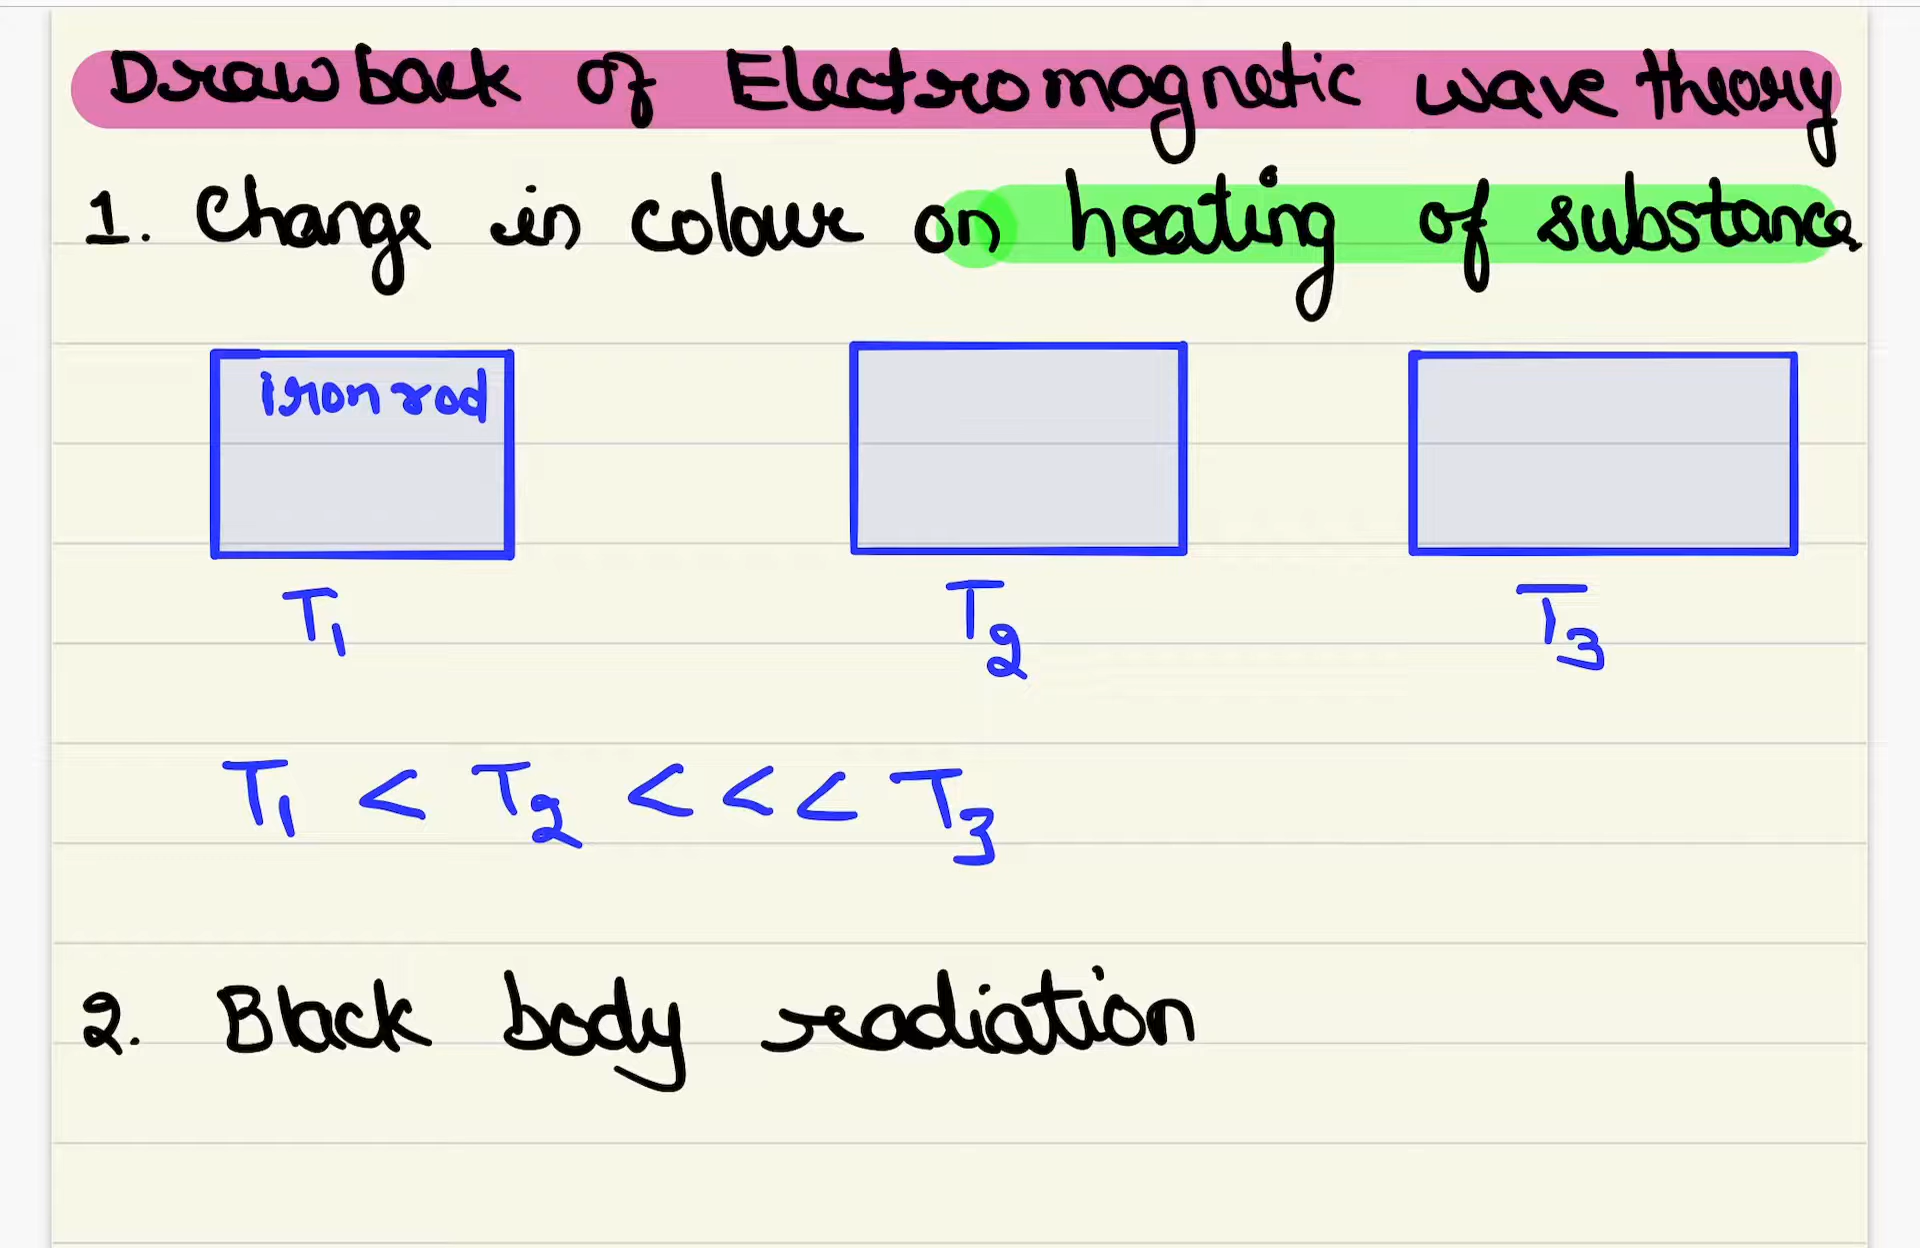 Drawback of Electromagnetic wave theory
1. Change in colour on heating of substance
iron rod
T₁ T₂ T₃
T₁ < T₂ < < < T₃
2. Black body radiation